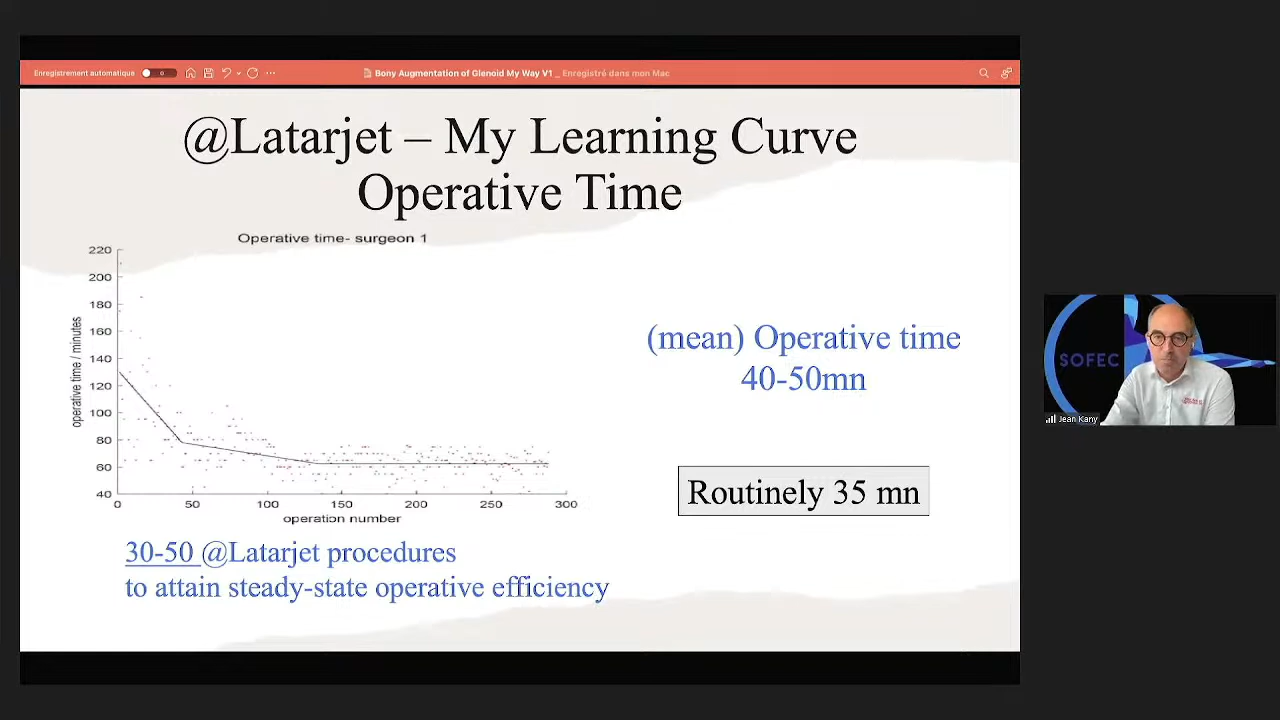 Enregistrement automatique
Bony Augmentation of Glenoid My Way V1 _ Enregistré dans mon Mac
@Latarjet – My Learning Curve
Operative Time
Operative time- surgeon 1
220
200
180
160
140
120
100
80
60
40
operative time / minutes
0 50 100 150 200 250 300
operation number
(mean) Operative time
40-50mn
Routinely 35 mn
30-50 @Latarjet procedures
to attain steady-state operative efficiency
SOFEC
Jean Kany